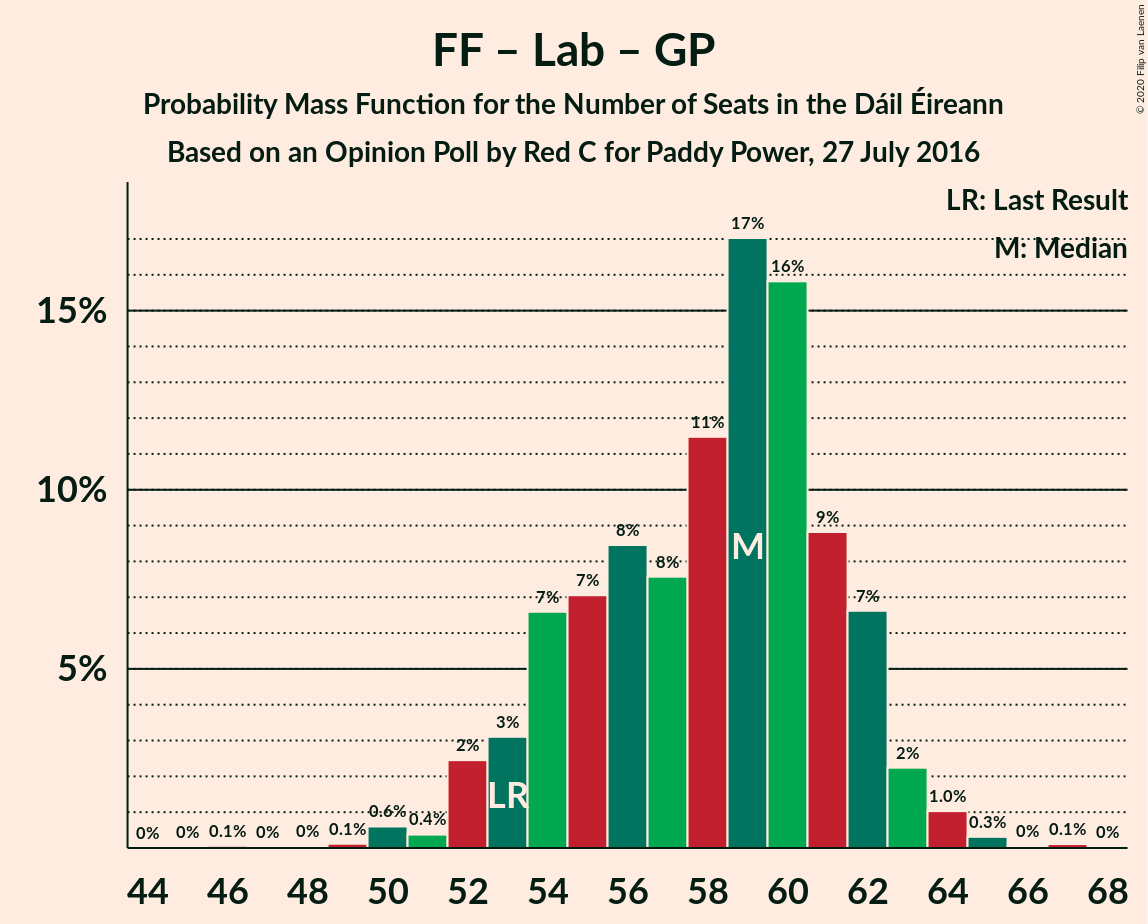 FF – Lab – GP
Probability Mass Function for the Number of Seats in the Dáil Éireann
Based on an Opinion Poll by Red C for Paddy Power, 27 July 2016
© 2020 Filip van Laenen
LR: Last Result
M: Median
15%
10%
5%
0% 0% 0.1% 0% 0% 0.1% 0.6% 0.4% 2% 3% 7% 7% 8% 8% 11% 17% 16% 9% 7% 2% 1.0% 0.3% 0% 0.1% 0%
M
LR
44 46 48 50 52 54 56 58 60 62 64 66 68